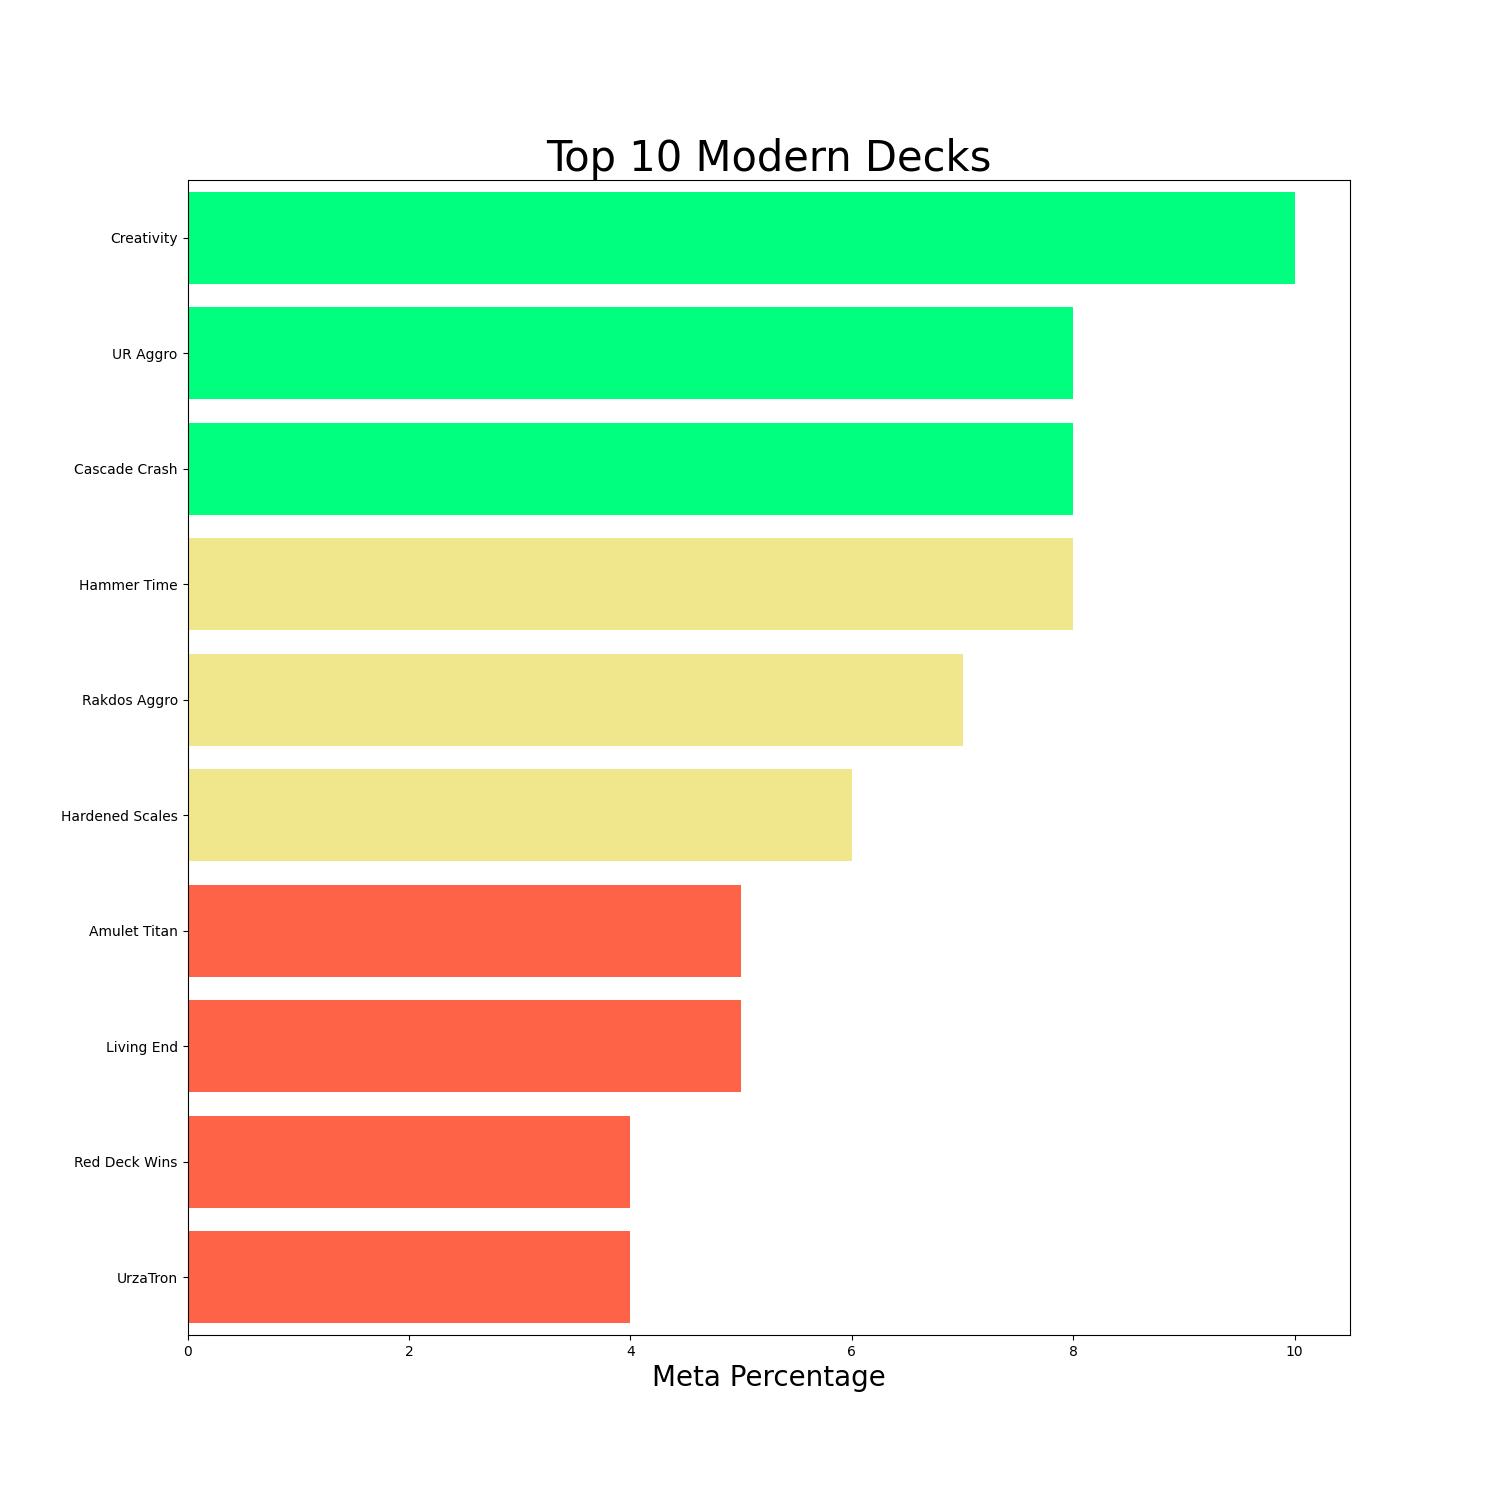 Top 10 Modern Decks
Creativity
UR Aggro
Cascade Crash
Hammer Time
Rakdos Aggro
Hardened Scales
Amulet Titan
Living End
Red Deck Wins
UrzaTron
0 2 4 6 8 10
Meta Percentage